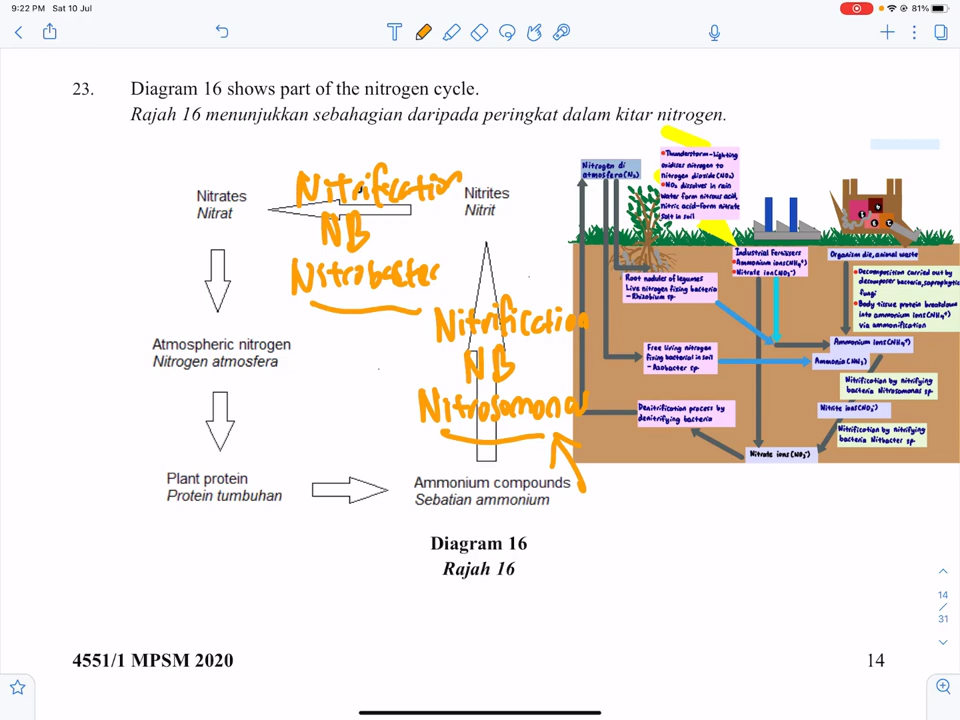 9:22 PM Sat 10 Jul
81%
23. Diagram 16 shows part of the nitrogen cycle.
Rajah 16 menunjukkan sebahagian daripada peringkat dalam kitar nitrogen.
Nitrates
Nitrat
Nitrification
NB
Nitrobacter
Nitrites
Nitrit
Nitrification
NB
Nitrosomonas
Atmospheric nitrogen
Nitrogen atmosfera
Plant protein
Protein tumbuhan
Ammonium compounds
Sebatian ammonium
Nitrogen di
atmosfera(N₂)
•Thunderstorm-lighting
oxidises nitrogen to
nitrogen dioxide(NO₂)
•NO₂ dissolves in rain
water form nitrous acid,
nitric acid-form nitrate
salt in soil
Industrial Fertilisers
•Ammonium ions(NH₄⁺)
•Nitrate ion(NO₃⁻)
Organism die, animal waste
•Decomposition carried out by
decomposer bacteria, saprophytic
fungi
•Body tissue protein breakdown
into ammonium ions(NH₄⁺)
via ammonification
Root nodules of legumes
Live nitrogen fixing bacteria
-Rhizobium sp
Free living nitrogen
fixing bacterial in soil
-Azobacter sp
Ammonium ions(NH₄⁺)
Ammonia(NH₃)
Nitrification by nitrifying
bacteria Nitrosomonas sp
Nitrite ions(NO₂⁻)
Nitrification by nitrifying
bacteria Nitbacter sp
Denitrification process by
denitrifying bacteria
Nitrate ions(NO₃⁻)
Diagram 16
Rajah 16
4551/1 MPSM 2020
14
14
/
31